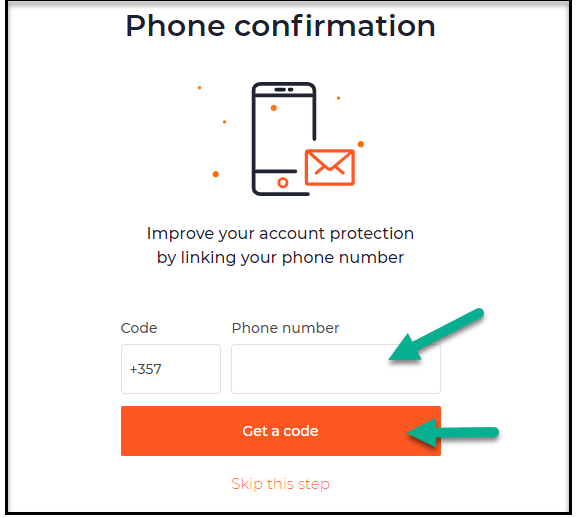 Phone confirmation
Improve your account protection
by linking your phone number
Code
Phone number
+357
Get a code
Skip this step